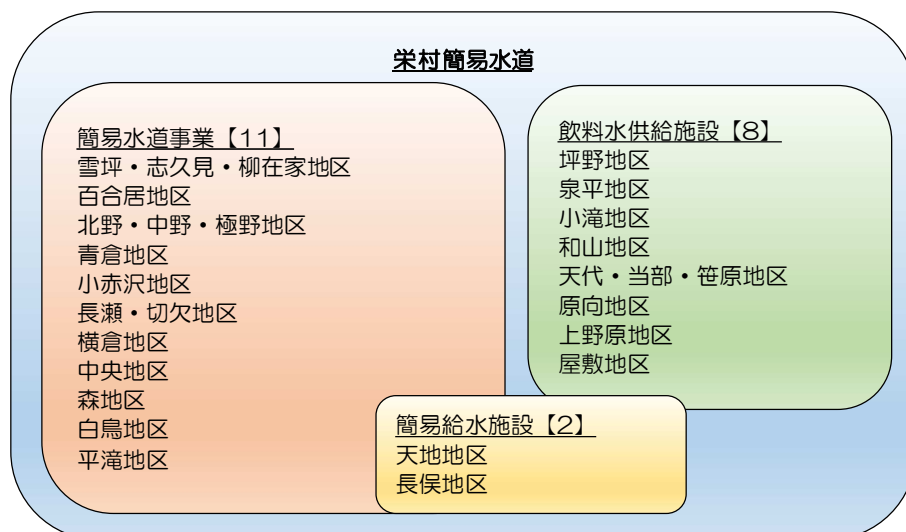 栄村簡易水道
簡易水道事業【11】
雪坪・志久見・柳在家地区
百合居地区
北野・中野・極野地区
青倉地区
小赤沢地区
長瀬・切欠地区
横倉地区
中央地区
森地区
白鳥地区
平滝地区
飲料水供給施設【8】
坪野地区
泉平地区
小滝地区
和山地区
天代・当部・笹原地区
原向地区
上野原地区
屋敷地区
簡易給水施設【2】
天地地区
長俣地区